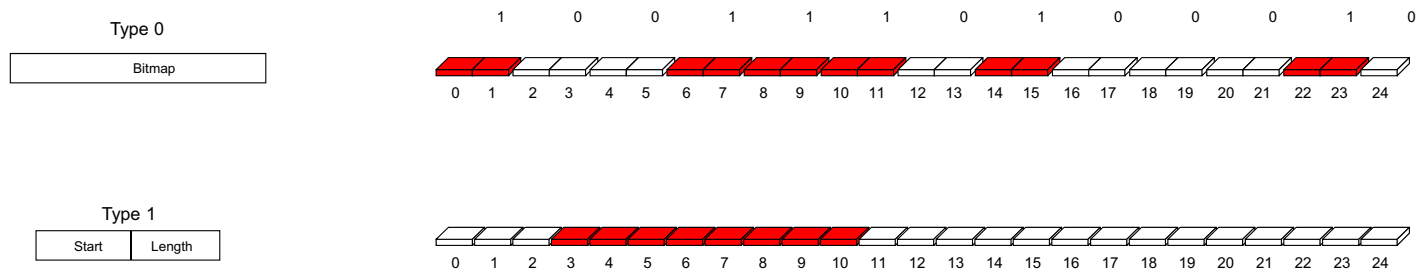 1 0 0 1 1 1 0 1 0 0 0 1 0
Type 0
Bitmap
0 1 2 3 4 5 6 7 8 9 10 11 12 13 14 15 16 17 18 19 20 21 22 23 24
Type 1
Start Length
0 1 2 3 4 5 6 7 8 9 10 11 12 13 14 15 16 17 18 19 20 21 22 23 24